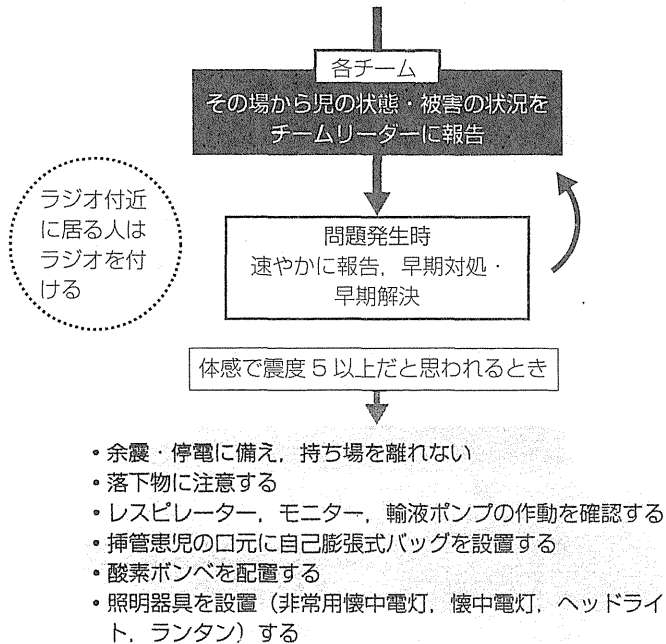 各チーム
その場から児の状態・被害の状況を
チームリーダーに報告
ラジオ付近
に居る人は
ラジオを付
ける
問題発生時
速やかに報告，早期対処・
早期解決
体感で震度 5 以上だと思われるとき
・余震・停電に備え，持ち場を離れない
・落下物に注意する
・レスピレーター，モニター，輸液ポンプの作動を確認する
・挿管患児の口元に自己膨張式バッグを設置する
・酸素ボンベを配置する
・照明器具を設置（非常用懐中電灯，懐中電灯，ヘッドライ
ト，ランタン）する